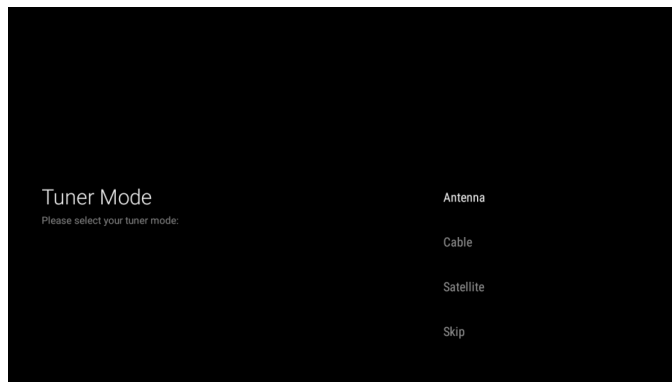 Tuner Mode
Please select your tuner mode:
Antenna
Cable
Satellite
Skip